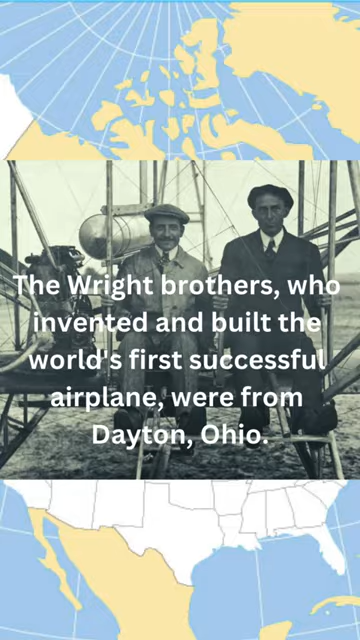 The Wright brothers, who
invented and built the
world's first successful
airplane, were from
Dayton, Ohio.